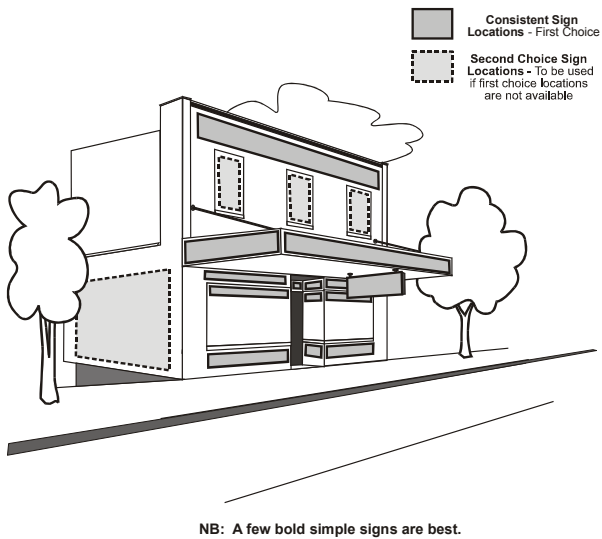 Consistent Sign
Locations - First Choice
Second Choice Sign
Locations - To be used
if first choice locations
are not available
NB: A few bold simple signs are best.